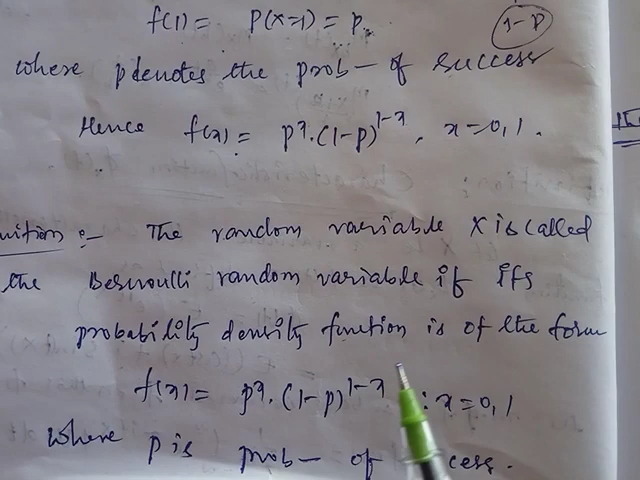 f(1) = P(X=1) = p. 1-p
where p denotes the prob- of success
Hence f(x) = p^x . (1-p)^{1-x} , x=0,1.
nition :- The random variable X is called
the Bernoulli random variable if its
probability density function is of the form
f(x) = p^x . (1-p)^{1-x} ; x=0,1
where p is prob- of cess.